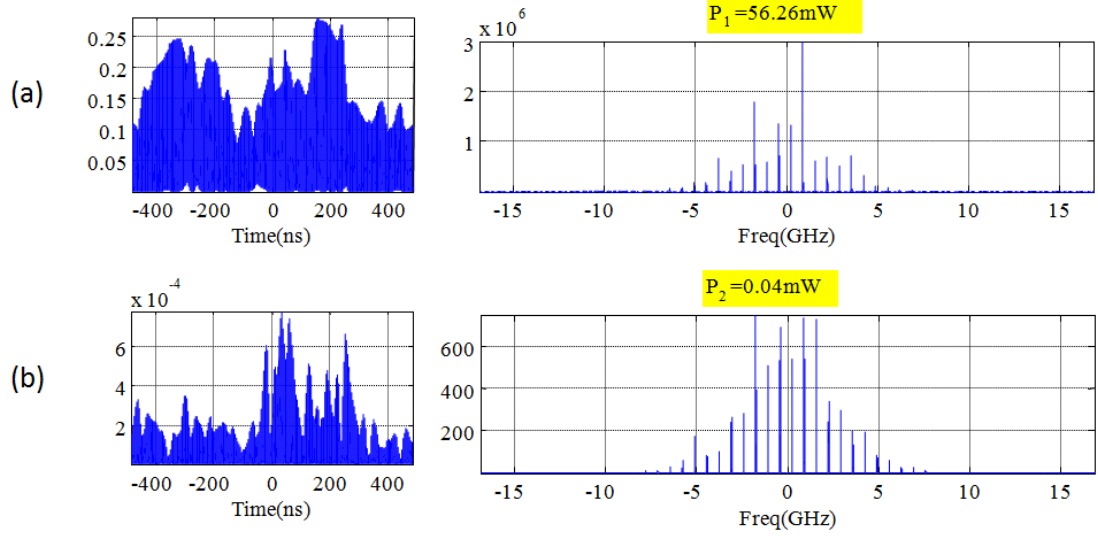 (a)
0.25
0.2
0.15
0.1
0.05
-400 -200 0 200 400
Time(ns)
P1 =56.26mW
x 10^6
3
2
1
-15 -10 -5 0 5 10 15
Freq(GHz)
(b)
x 10^-4
6
4
2
-400 -200 0 200 400
Time(ns)
P2 =0.04mW
600
400
200
-15 -10 -5 0 5 10 15
Freq(GHz)